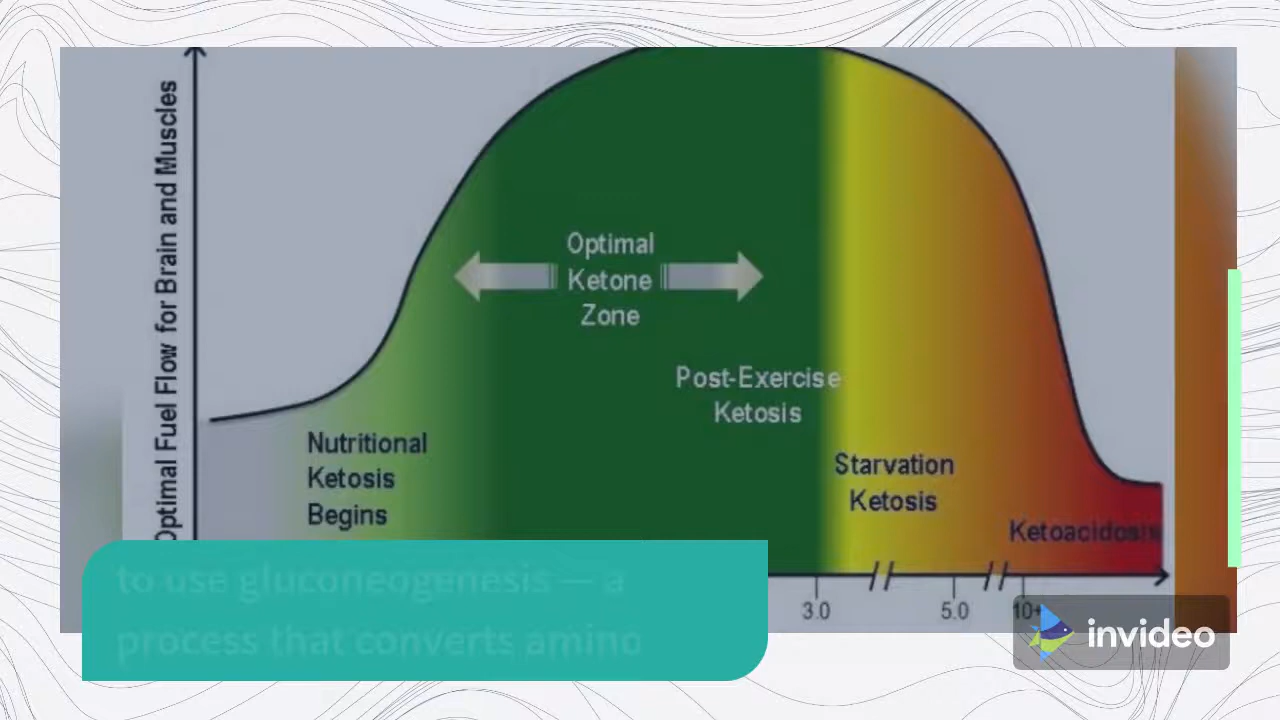 Optimal Fuel Flow for Brain and Muscles
Optimal
Ketone
Zone
Post-Exercise
Ketosis
Nutritional
Ketosis
Begins
Starvation
Ketosis
Ketoacidosis
3.0
5.0
10+
to use gluconeogenesis — a
process that converts amino
invideo